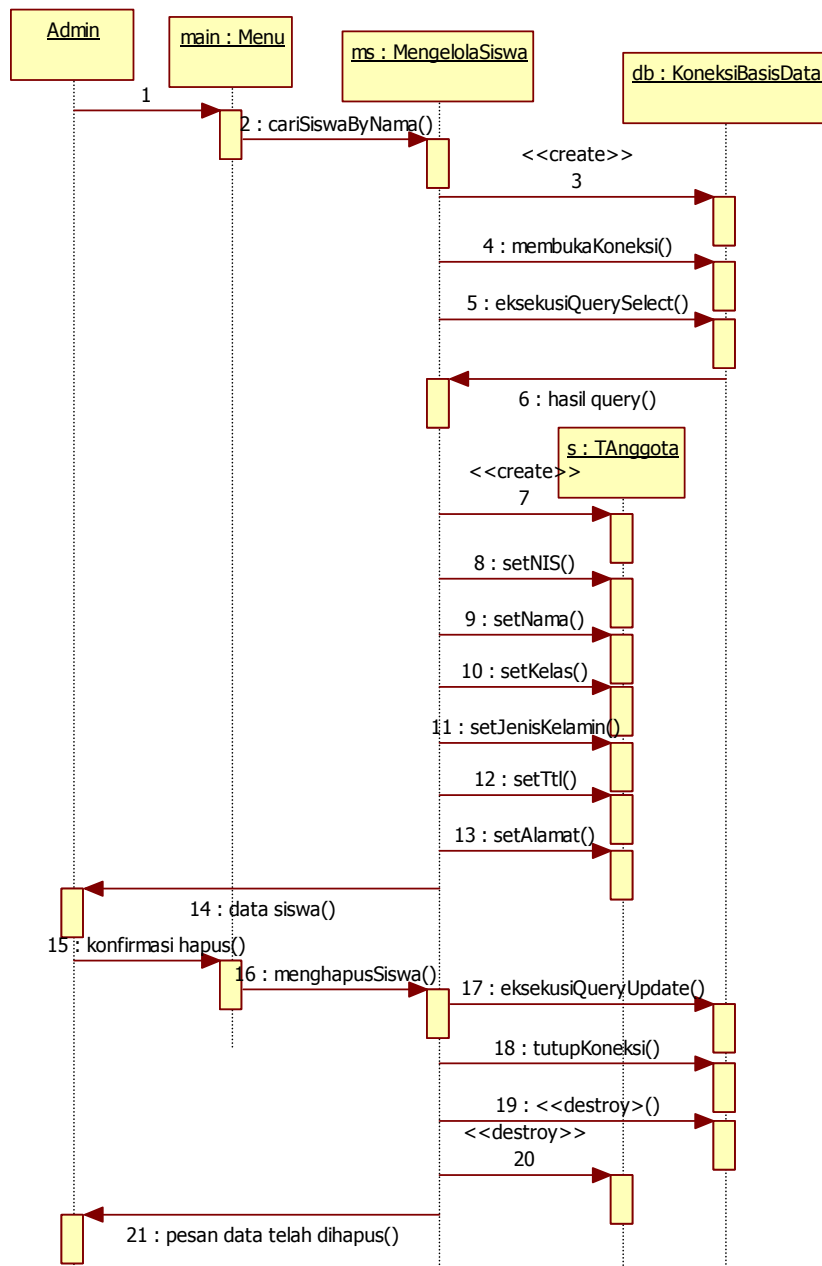 Admin
main : Menu
ms : MengelolaSiswa
db : KoneksiBasisData
1
2 : cariSiswaByNama()
<<create>>
3
4 : membukaKoneksi()
5 : eksekusiQuerySelect()
6 : hasil query()
s : TAnggota
<<create>>
7
8 : setNIS()
9 : setNama()
10 : setKelas()
11 : setJenisKelamin()
12 : setTtl()
13 : setAlamat()
14 : data siswa()
15 : konfirmasi hapus()
16 : menghapusSiswa()
17 : eksekusiQueryUpdate()
18 : tutupKoneksi()
19 : <<destroy>()
<<destroy>>
20
21 : pesan data telah dihapus()